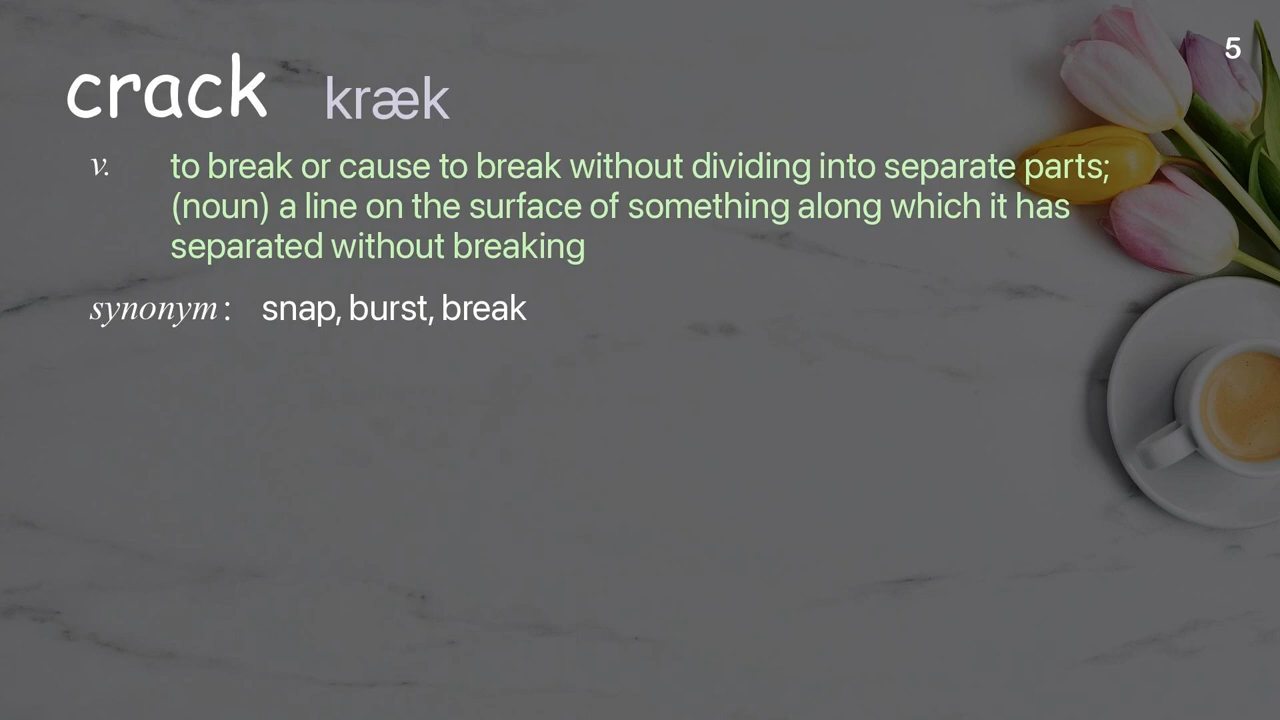 5
crack kræk
v. to break or cause to break without dividing into separate parts;
(noun) a line on the surface of something along which it has
separated without breaking
synonym: snap, burst, break